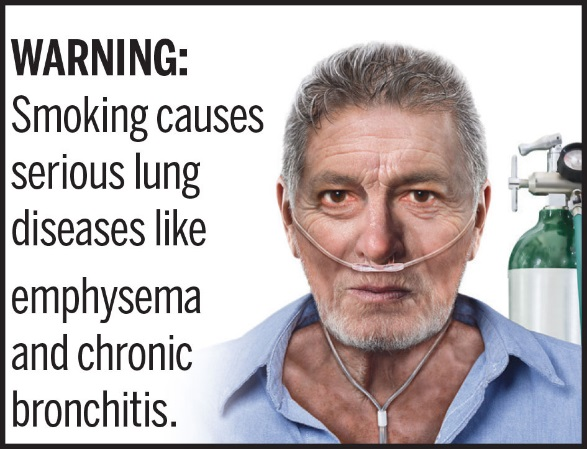 WARNING:
Smoking causes
serious lung
diseases like
emphysema
and chronic
bronchitis.